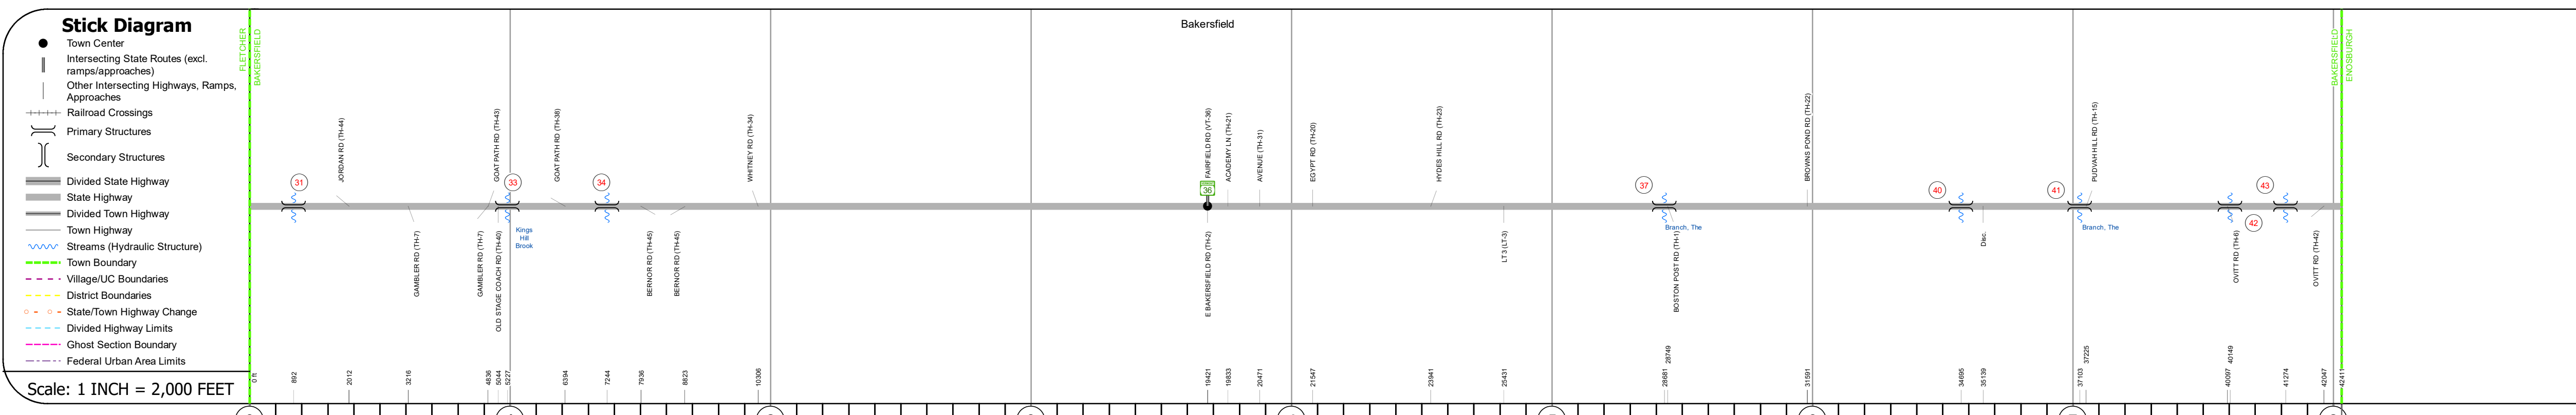 Stick Diagram
Town Center
Intersecting State Routes (excl.
ramps/approaches)
Other Intersecting Highways, Ramps,
Approaches
Railroad Crossings
Primary Structures
Secondary Structures
Divided State Highway
State Highway
Divided Town Highway
Town Highway
Streams (Hydraulic Structure)
Town Boundary
Village/UC Boundaries
District Boundaries
State/Town Highway Change
Divided Highway Limits
Ghost Section Boundary
Federal Urban Area Limits
Scale: 1 INCH = 2,000 FEET
Bakersfield
FLETCHER
BAKERSFIELD
BAKERSFIELD
ENOSBURGH
JORDAN RD (TH-44)
GOAT PATH RD (TH-43)
GOAT PATH RD (TH-38)
WHITNEY RD (TH-34)
FAIRFIELD RD (VT-36)
ACADEMY LN (TH-21)
AVENUE (TH-31)
EGYPT RD (TH-20)
HYDES HILL RD (TH-23)
BROWNS POND RD (TH-22)
PUDVAH HILL RD (TH-15)
31
33
34
36
37
40
41
42
43
GAMBLER RD (TH-7)
GAMBLER RD (TH-7)
OLD STAGE COACH RD (TH-40)
Kings
Hill
Brook
BERNOR RD (TH-45)
BERNOR RD (TH-45)
E BAKERSFIELD RD (TH-2)
LT3 (LT-3)
Branch, The
BOSTON POST RD (TH-1)
Disc.
Branch, The
OVITT RD (TH-6)
OVITT RD (TH-42)
0 ft
892
2012
3216
4836
5044
5227
6394
7244
7936
8823
10306
19421
19833
20471
21547
23941
25431
28681
28749
31591
34695
35139
37103
37225
40097
40149
41274
42047
42411